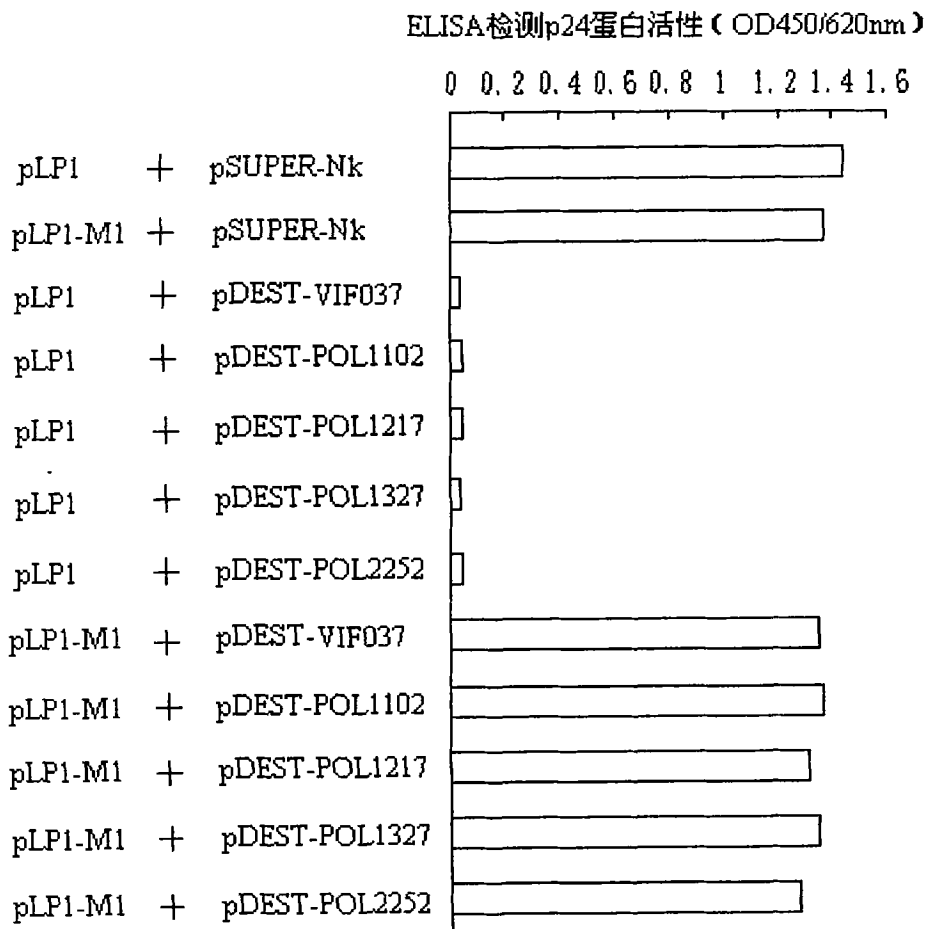 ELISA检测p24蛋白活性（OD450/620nm）
0 0.2 0.4 0.6 0.8 1 1.2 1.4 1.6
pLP1 + pSUPER-Nk
pLP1-M1 + pSUPER-Nk
pLP1 + pDEST-VIF037
pLP1 + pDEST-POL1102
pLP1 + pDEST-POL1217
pLP1 + pDEST-POL1327
pLP1 + pDEST-POL2252
pLP1-M1 + pDEST-VIF037
pLP1-M1 + pDEST-POL1102
pLP1-M1 + pDEST-POL1217
pLP1-M1 + pDEST-POL1327
pLP1-M1 + pDEST-POL2252